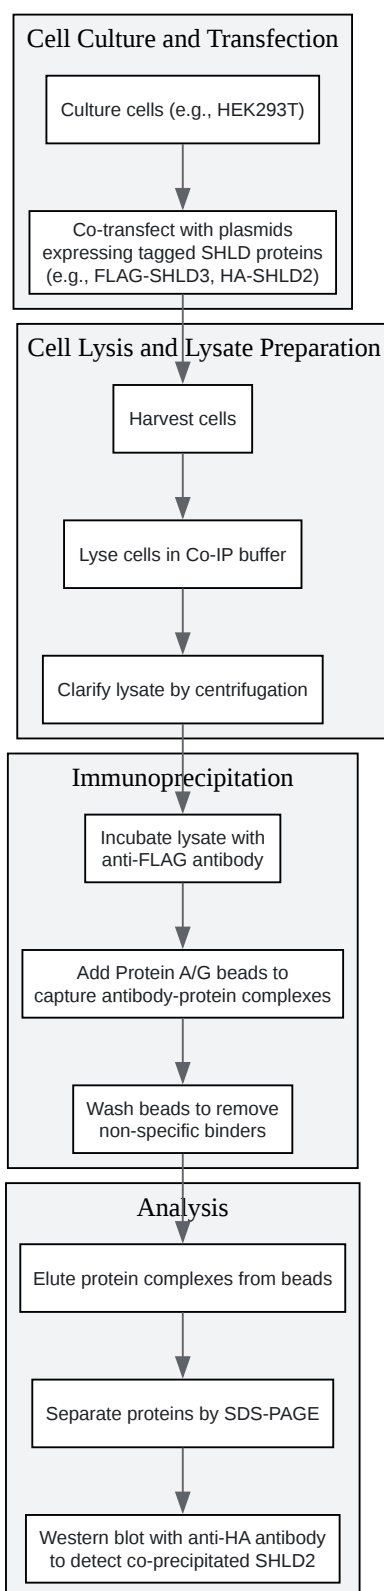 Cell Culture and Transfection
Culture cells (e.g., HEK293T)
Co-transfect with plasmids
expressing tagged SHLD proteins
(e.g., FLAG-SHLD3, HA-SHLD2)
Cell Lysis and Lysate Preparation
Harvest cells
Lyse cells in Co-IP buffer
Clarify lysate by centrifugation
Immunoprecipitation
Incubate lysate with
anti-FLAG antibody
Add Protein A/G beads to
capture antibody-protein complexes
Wash beads to remove
non-specific binders
Analysis
Elute protein complexes from beads
Separate proteins by SDS-PAGE
Western blot with anti-HA antibody
to detect co-precipitated SHLD2